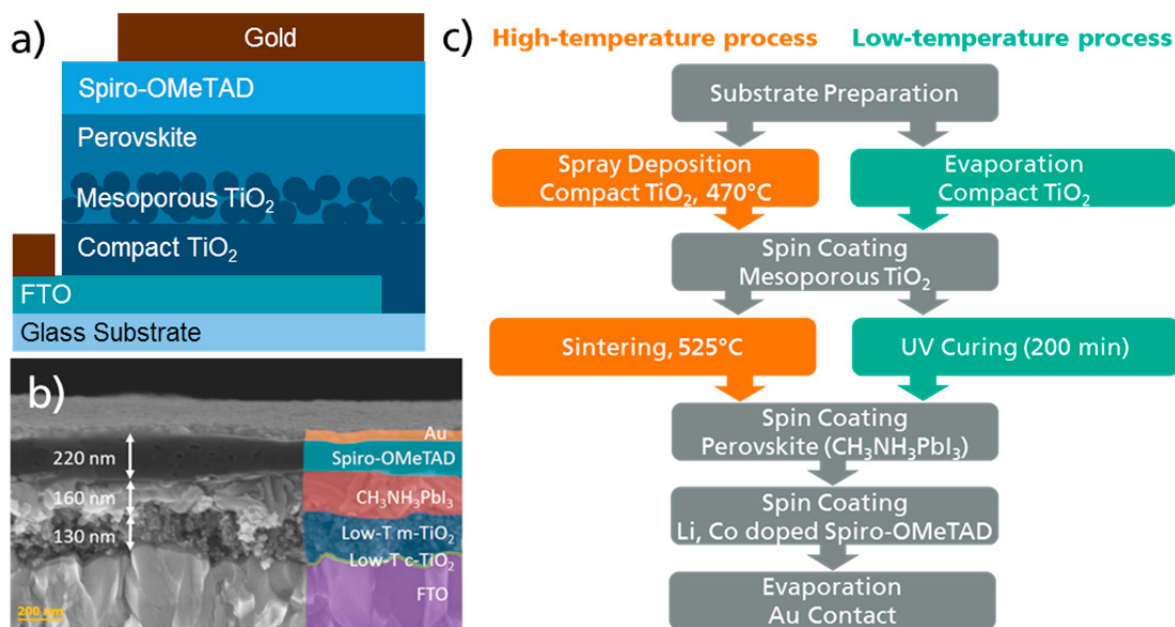 a)
Gold
Spiro-OMeTAD
Perovskite
Mesoporous TiO₂
Compact TiO₂
FTO
Glass Substrate
b)
220 nm
160 nm
130 nm
200 nm
Au
Spiro-OMeTAD
CH₃NH₃PbI₃
Low-T m-TiO₂
Low-T c-TiO₂
FTO
c)
High-temperature process
Low-temperature process
Substrate Preparation
Spray Deposition
Compact TiO₂, 470°C
Evaporation
Compact TiO₂
Spin Coating
Mesoporous TiO₂
Sintering, 525°C
UV Curing (200 min)
Spin Coating
Perovskite (CH₃NH₃PbI₃)
Spin Coating
Li, Co doped Spiro-OMeTAD
Evaporation
Au Contact